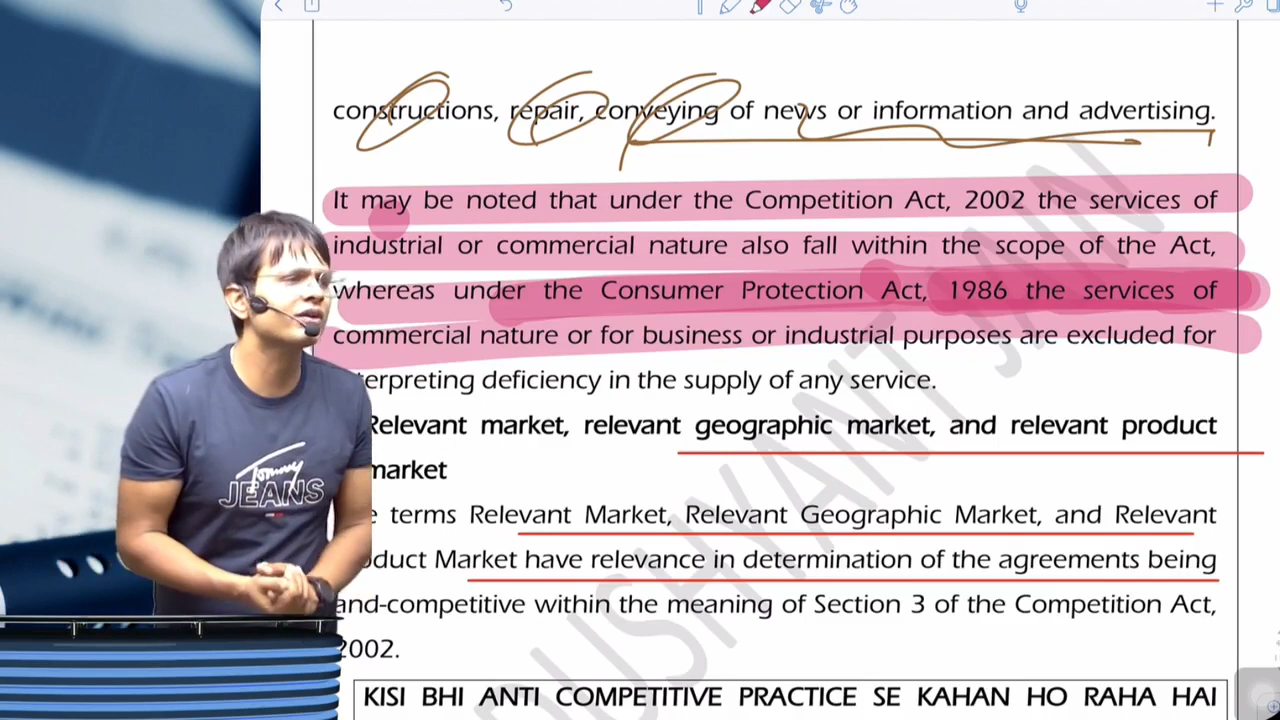 constructions, repair, conveying of news or information and advertising.
It may be noted that under the Competition Act, 2002 the services of
industrial or commercial nature also fall within the scope of the Act,
whereas under the Consumer Protection Act, 1986 the services of
commercial nature or for business or industrial purposes are excluded for
terpreting deficiency in the supply of any service.
Relevant market, relevant geographic market, and relevant product
market
e terms Relevant Market, Relevant Geographic Market, and Relevant
oduct Market have relevance in determination of the agreements being
and-competitive within the meaning of Section 3 of the Competition Act,
2002.
KISI BHI ANTI COMPETITIVE PRACTICE SE KAHAN HO RAHA HAI
DUSHYANT JAIN
Tommy
JEANS